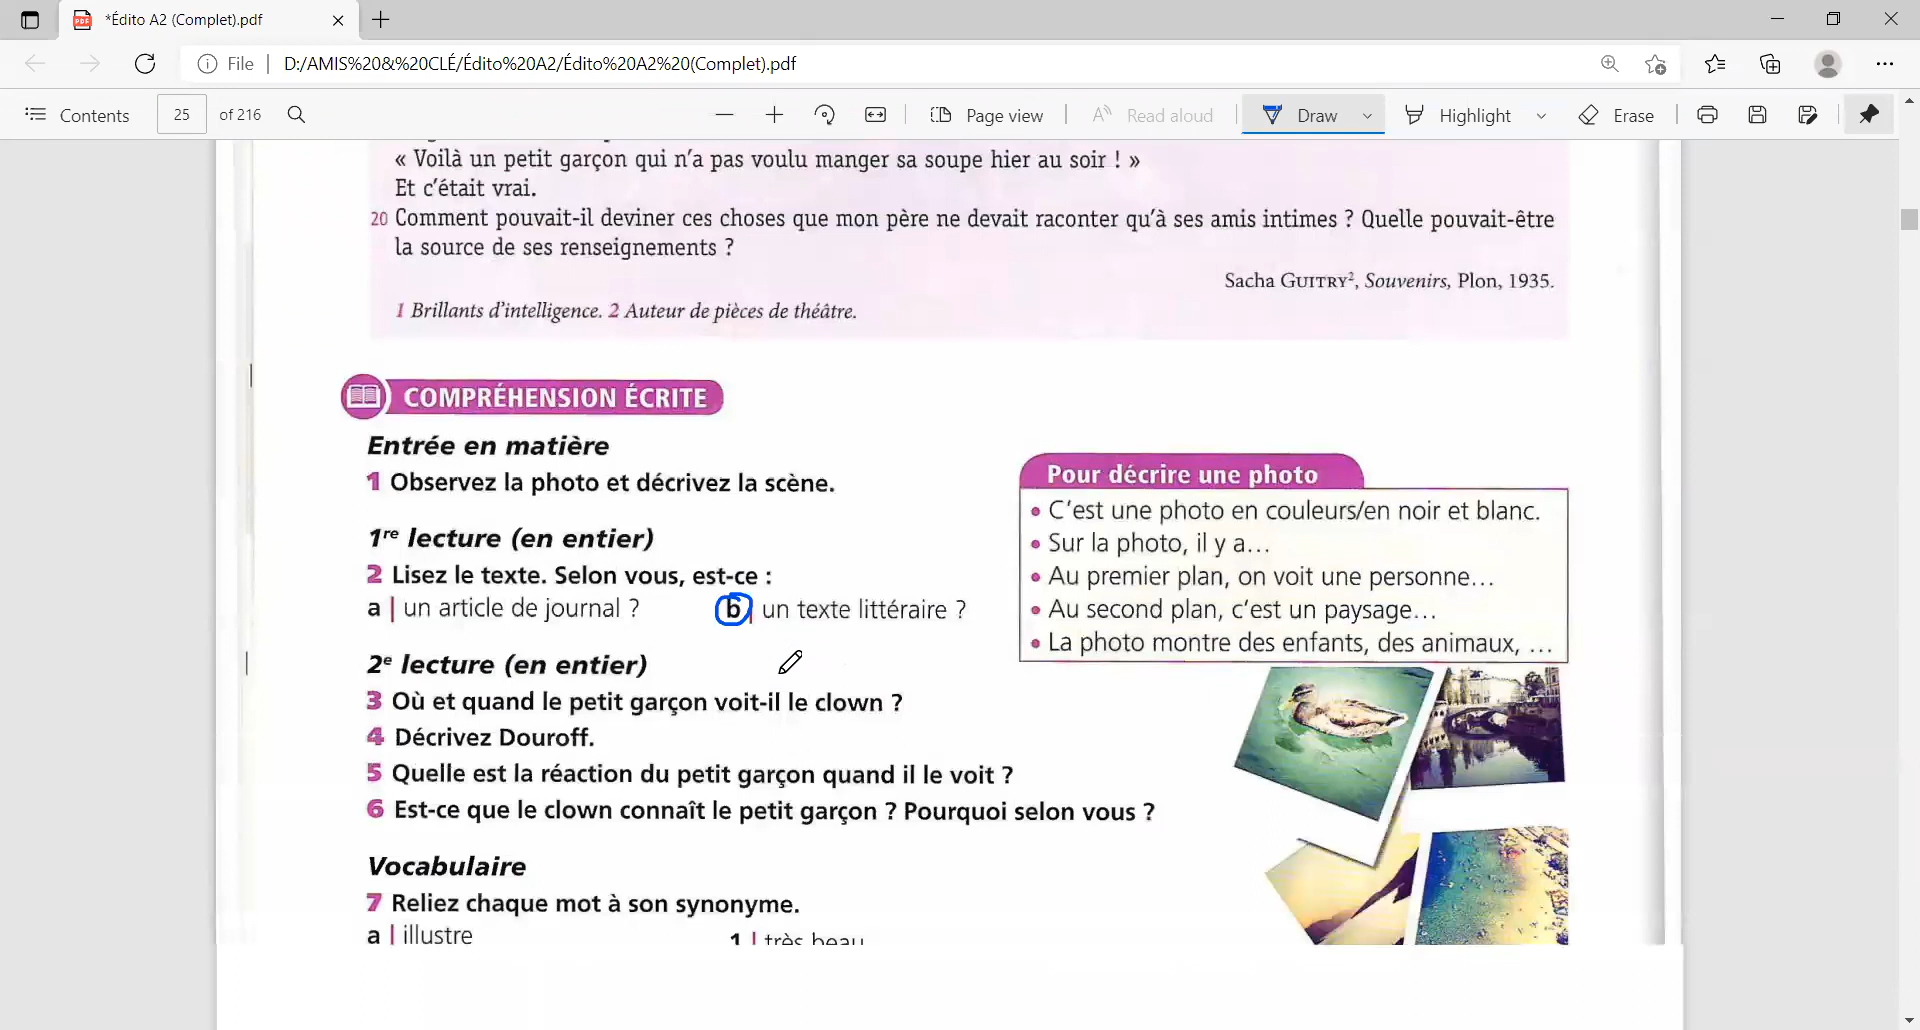 *Édito A2 (Complet).pdf
File
D:/AMIS%20&%20CLÉ/Édito%20A2/Édito%20A2%20(Complet).pdf
Contents
25 of 216
Page view
Read aloud
Draw
Highlight
Erase
« Voilà un petit garçon qui n'a pas voulu manger sa soupe hier au soir ! »
Et c'était vrai.
20 Comment pouvait-il deviner ces choses que mon père ne devait raconter qu'à ses amis intimes ? Quelle pouvait-être
la source de ses renseignements ?
Sacha GUITRY², Souvenirs, Plon, 1935.
1 Brillants d'intelligence. 2 Auteur de pièces de théâtre.
COMPRÉHENSION ÉCRITE
Entrée en matière
1 Observez la photo et décrivez la scène.
1re lecture (en entier)
2 Lisez le texte. Selon vous, est-ce :
a | un article de journal ?
b | un texte littéraire ?
2e lecture (en entier)
3 Où et quand le petit garçon voit-il le clown ?
4 Décrivez Douroff.
5 Quelle est la réaction du petit garçon quand il le voit ?
6 Est-ce que le clown connaît le petit garçon ? Pourquoi selon vous ?
Vocabulaire
7 Reliez chaque mot à son synonyme.
a | illustre
1 | très beau
Pour décrire une photo
• C'est une photo en couleurs/en noir et blanc.
• Sur la photo, il y a…
• Au premier plan, on voit une personne…
• Au second plan, c'est un paysage…
• La photo montre des enfants, des animaux, …